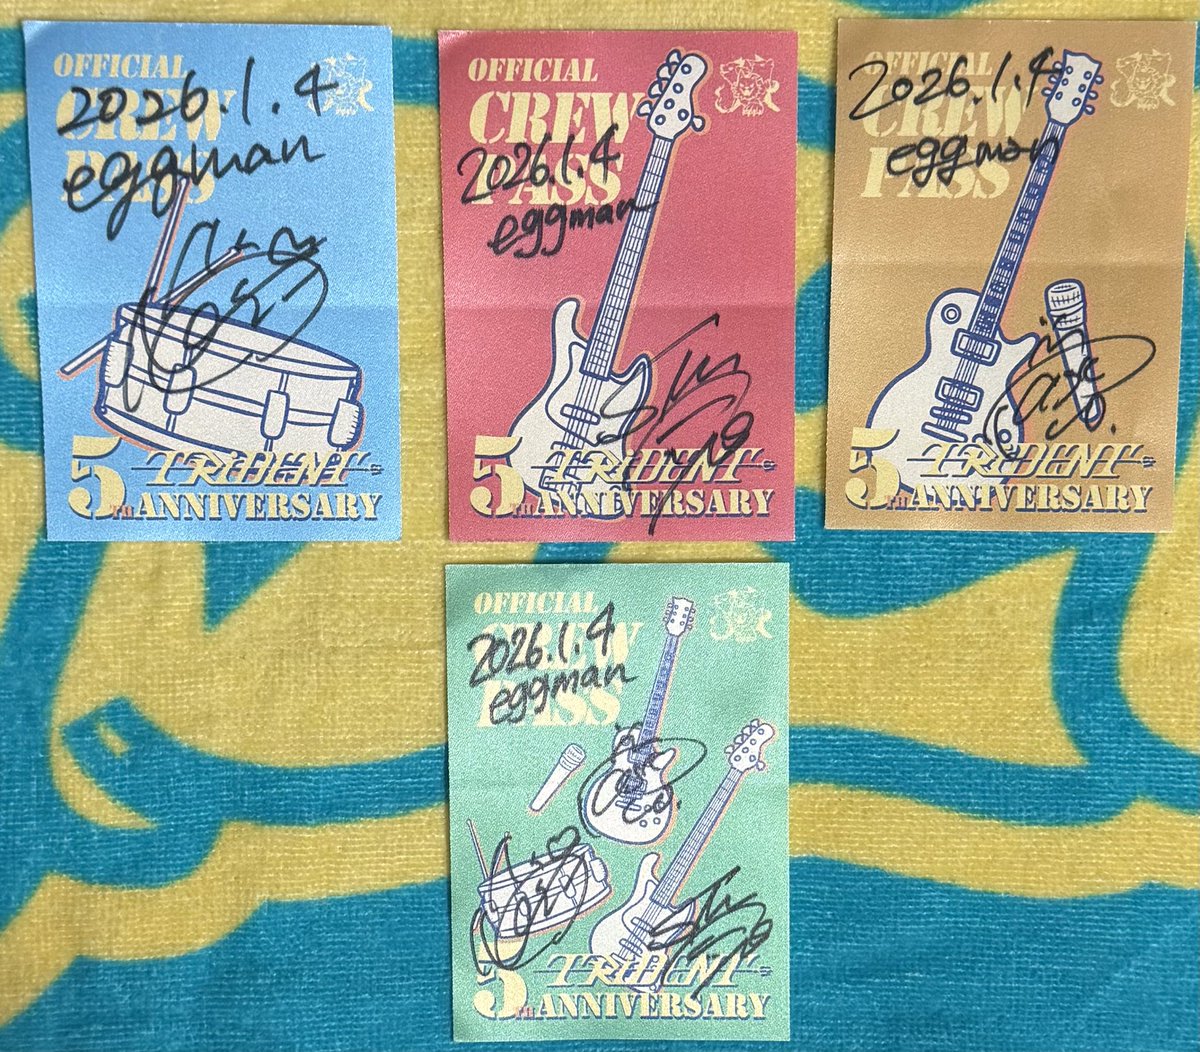 OFFICIAL
CREW
PASS
2026.1.4
eggman
5TH TRiDENT
ANNIVERSARY
OFFICIAL
CREW
PASS
2026.1.4
eggman
5TH TRiDENT
ANNIVERSARY
OFFICIAL
CREW
PASS
2026.1.4
eggman
5TH TRiDENT
ANNIVERSARY
OFFICIAL
CREW
PASS
2026.1.4
eggman
5TH TRiDENT
ANNIVERSARY